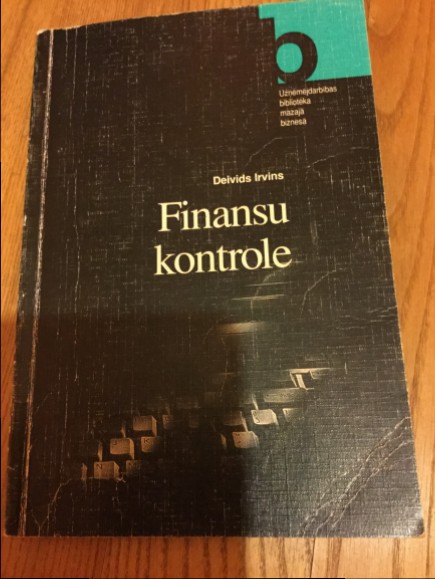 b
Uzņēmējdarbības
bibliotēka
mazajā
biznesā
Deivids Irvins
Finansu
kontrole